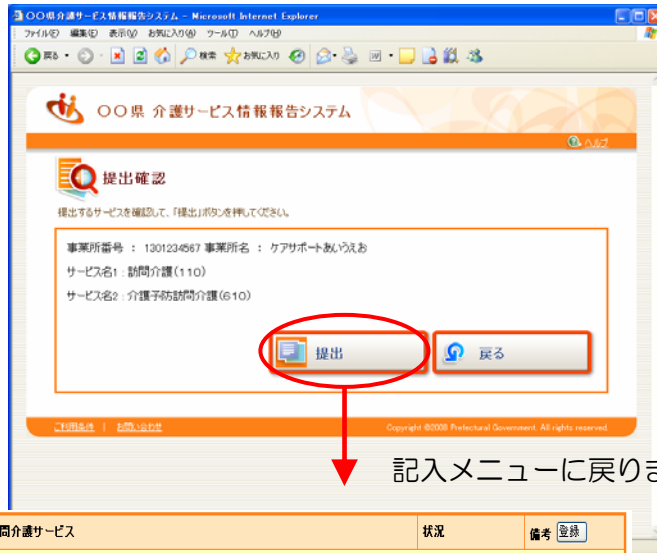 〇〇県介護サービス情報報告システム - Microsoft Internet Explorer
ファイル(F) 編集(E) 表示(V) お気に入り(A) ツール(T) ヘルプ(H)
戻る 検索 お気に入り
〇〇県 介護サービス情報報告システム
ヘルプ
提出確認
提出するサービスを確認して、「提出」ボタンを押してください。
事業所番号 : 1301234567 事業所名 : ケアサポートあいうえお
サービス名1 : 訪問介護(110)
サービス名2 : 介護予防訪問介護(610)
提出 戻る
ご利用条件 | お問い合わせ Copyright ©2008 Prefectural Government. All rights reserved.
記入メニューに戻りま
問介護サービス 状況 備考 登録